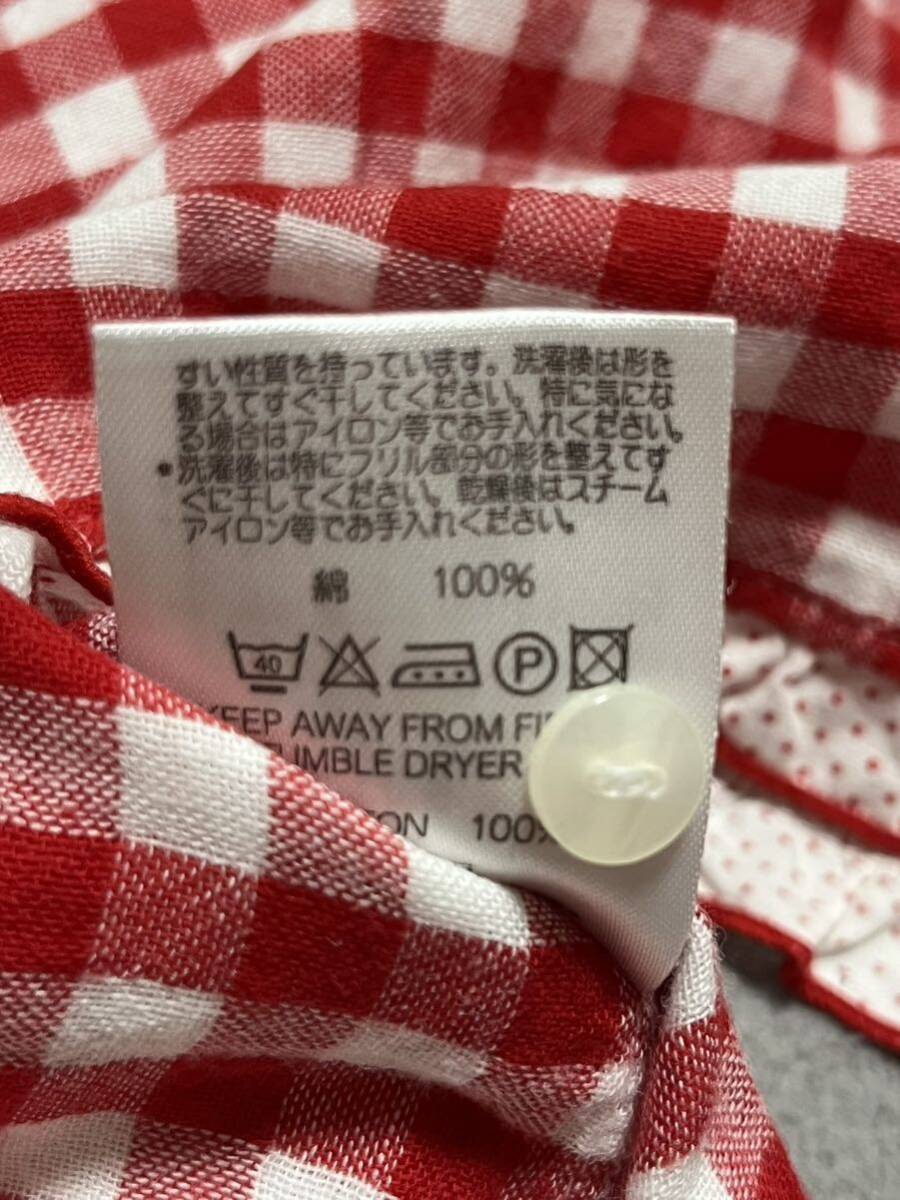 すい性質を持っています。洗濯後は形を
整えてすぐ干してください。特に気にな
る場合はアイロン等でお手入れください。
•洗濯後は特にフリル部分の形を整えてす
ぐに干してください。乾燥後はスチーム
アイロン等でお手入れください。
綿 100%
40 P
KEEP AWAY FROM
DRYER
100%